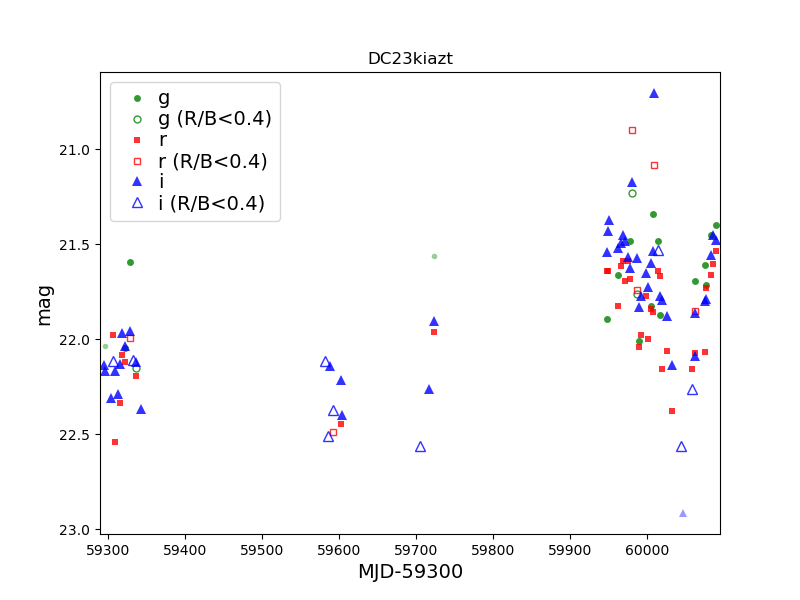 DC23kiazt
g
g (R/B<0.4)
r
r (R/B<0.4)
i
i (R/B<0.4)
mag
21.0
21.5
22.0
22.5
23.0
59300 59400 59500 59600 59700 59800 59900 60000
MJD-59300